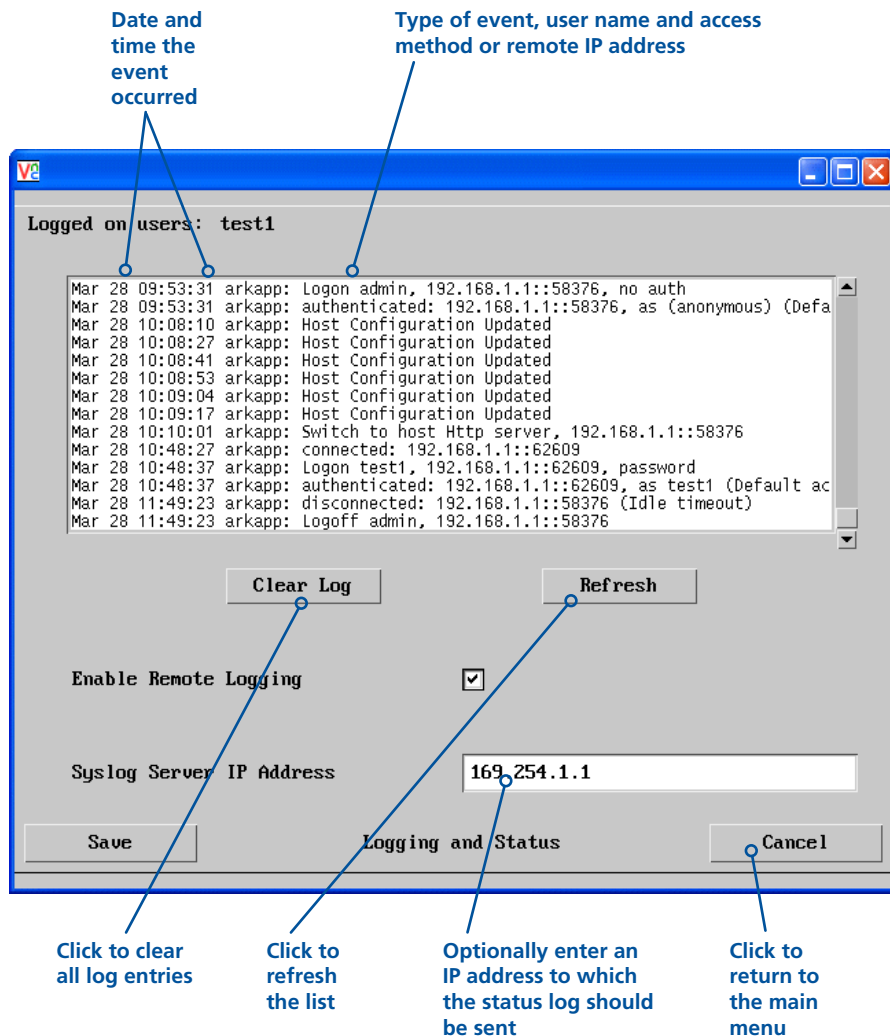 Date and
time the
event
occurred
Type of event, user name and access
method or remote IP address
Logged on users: test1
Mar 28 09:53:31 arkapp: Logon admin, 192.168.1.1::58376, no auth
Mar 28 09:53:31 arkapp: authenticated: 192.168.1.1::58376, as (anonymous) (Defa
Mar 28 10:08:10 arkapp: Host Configuration Updated
Mar 28 10:08:27 arkapp: Host Configuration Updated
Mar 28 10:08:41 arkapp: Host Configuration Updated
Mar 28 10:08:53 arkapp: Host Configuration Updated
Mar 28 10:09:04 arkapp: Host Configuration Updated
Mar 28 10:09:17 arkapp: Host Configuration Updated
Mar 28 10:10:01 arkapp: Switch to host Http server, 192.168.1.1::58376
Mar 28 10:48:27 arkapp: connected: 192.168.1.1::62609
Mar 28 10:48:37 arkapp: Logon test1, 192.168.1.1::62609, password
Mar 28 10:48:37 arkapp: authenticated: 192.168.1.1::62609, as test1 (Default ac
Mar 28 11:49:23 arkapp: disconnected: 192.168.1.1::58376 (Idle timeout)
Mar 28 11:49:23 arkapp: Logoff admin, 192.168.1.1::58376
Clear Log
Refresh
Enable Remote Logging
Syslog Server IP Address
169.254.1.1
Save
Logging and Status
Cancel
Click to clear
all log entries
Click to
refresh
the list
Optionally enter an
IP address to which
the status log should
be sent
Click to
return to
the main
menu